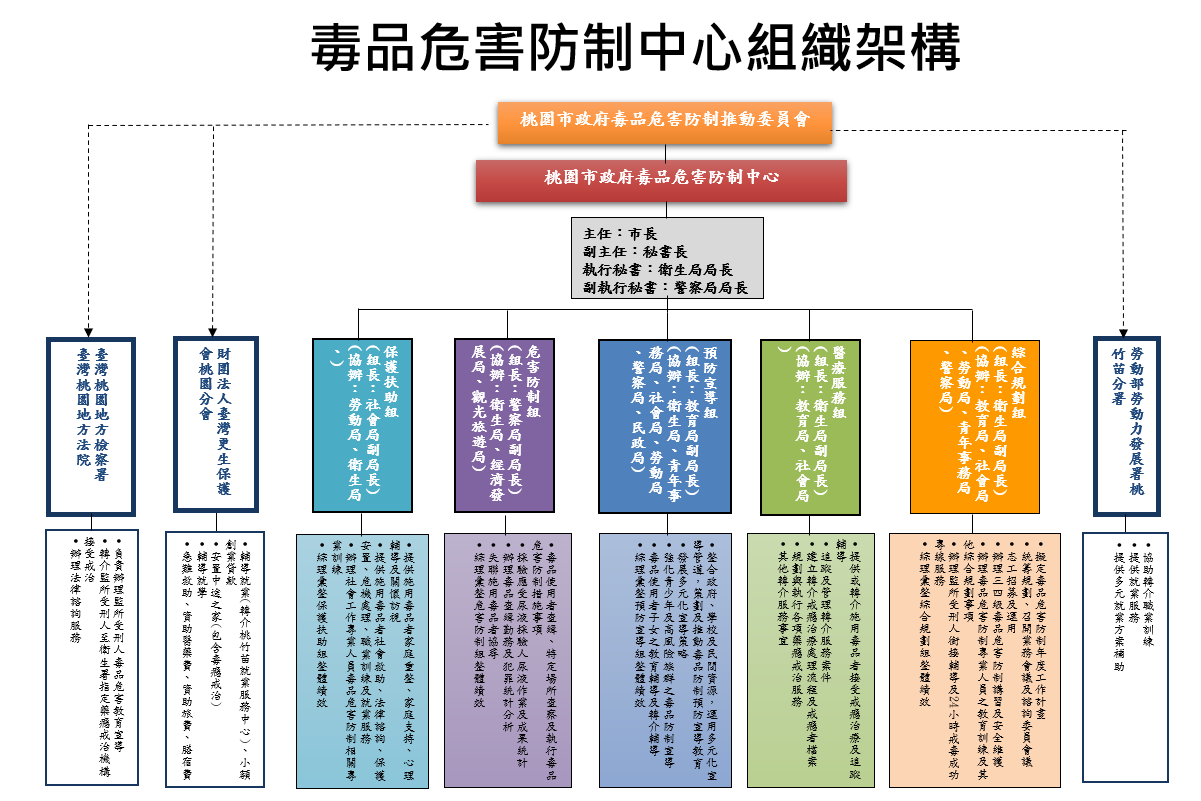 毒品危害防制中心組織架構
桃園市政府毒品危害防制推動委員會
桃園市政府毒品危害防制中心
主任：市長
副主任：秘書長
執行秘書：衛生局局長
副執行秘書：警察局局長
臺灣桃園地方檢察署
臺灣桃園地方法院
財團法人臺灣更生保護
會桃園分會
保護扶助組
(組長：社會局副局長)
(協辦：勞動局、衛生局
、)
危害防制組
(組長：警察局副局長)
(協辦：衛生局、經濟發
展局、觀光旅遊局)
預防宣導組
(組長：教育局副局長)
(協辦：衛生局、青年事
務局、社會局、勞動局
、警察局、民政局)
醫療服務組
(組長：衛生局副局長)
(協辦：教育局、社會局
)
綜合規劃組
(組長：衛生局副局長)
(協辦：教育局、社會局
、勞動局、青年事務局
、警察局)
勞動部勞動力發展署桃
竹苗分署
•負責辦理監所受刑人毒品危害教育宣導
•轉介監所受刑人至衛生署指定藥癮戒治機構
接受戒治
•辦理法律諮詢服務
•輔導就業(轉介桃竹苗就業服務中心)、小額
創業貸款
•安置中途之家(包含毒癮戒治)
•輔導就學
•急難救助、資助醫藥費、資助旅費、膳宿費
•提供施用毒品者家庭重整、家庭支持、心理
輔導及關懷訪視
•提供施用毒品者社會救助、法律諮詢、保護
安置、危機處理、職業訓練及就業服務
•辦理社會工作專業人員毒品危害防制相關專
業訓練
•綜理彙整保護扶助組整體績效
•毒品使用者查緝、特定場所查察及執行毒品
危害防制措施事項
•採驗應受尿液採驗人尿液作業及成果統計
•辦理毒品查緝勤務及犯罪統計分析
•失聯施用毒品者協尋
•綜理彙整危害防制組整體績效
•整合政府、學校及民間資源，運用多元化宣
導管道，策劃及推動毒品防制預防宣導教育
•發展多元化宣導策略
•強化青少年及高風險族群之毒品防制宣導
•毒品使用者子女之教育輔導及轉介輔導
•綜理彙整預防宣導組整體績效
•提供或轉介施用毒品者接受戒癮治療及追蹤
輔導
•追蹤及管理轉介服務案件
•建立轉介戒癮治療處理流程及戒癮者檔案
•規劃與執行各項藥癮戒治服務
•其他轉介服務事宜
•擬定毒品危害防制年度工作計畫
•統籌規劃、召開業務會議及諮詢委員會議
•志工招募及運用
•辦理三四級毒品危害防制講習及安全維護
•辦理毒品危害防制專業人員之教育訓練及其
他綜合規劃事項
•辦理監所受刑人銜接輔導及24小時戒毒成功
專線服務
•綜理彙整綜合規劃組整體績效
•協助轉介職業訓練
•提供就業服務
•提供多元就業方案補助